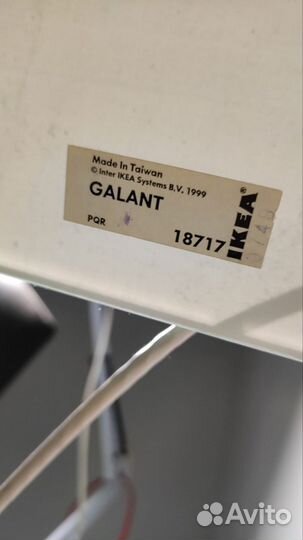 Made In Taiwan
© Inter IKEA Systems B.V. 1999
GALANT
PQR
18717
IKEA®
Avito